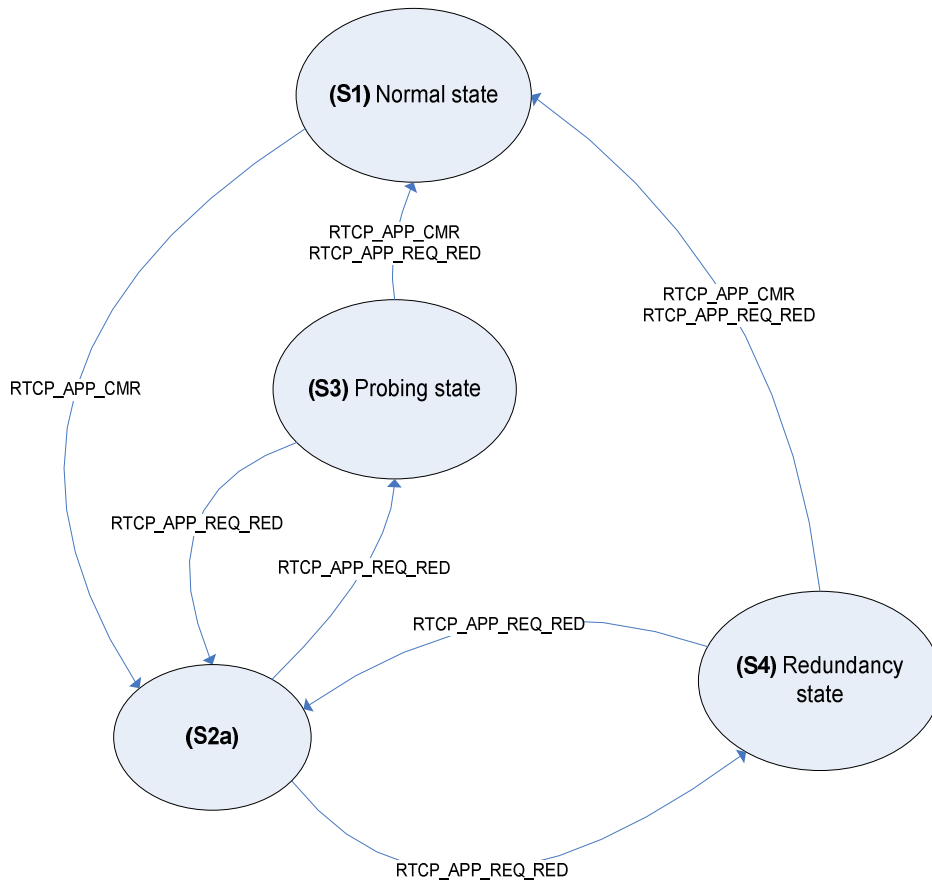 (S1) Normal state
RTCP_APP_CMR
RTCP_APP_REQ_RED
RTCP_APP_CMR
RTCP_APP_REQ_RED
(S3) Probing state
RTCP_APP_CMR
RTCP_APP_REQ_RED
RTCP_APP_REQ_RED
RTCP_APP_REQ_RED
(S4) Redundancy
state
(S2a)
RTCP_APP_REQ_RED